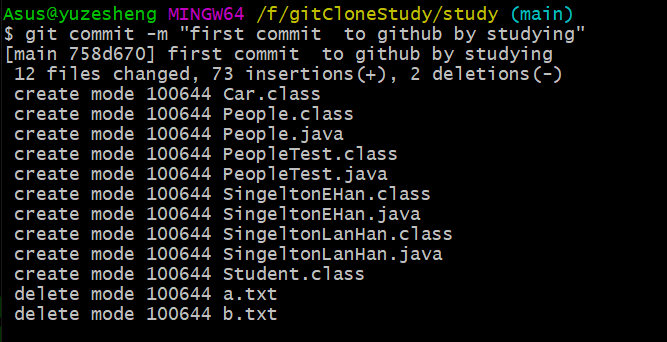 Asus@yuzesheng MINGW64 /f/gitCloneStudy/study (main)
$ git commit -m "first commit  to github by studying"
[main 758d670] first commit  to github by studying
 12 files changed, 73 insertions(+), 2 deletions(-)
 create mode 100644 Car.class
 create mode 100644 People.class
 create mode 100644 People.java
 create mode 100644 PeopleTest.class
 create mode 100644 PeopleTest.java
 create mode 100644 SingeltonEHan.class
 create mode 100644 SingeltonEHan.java
 create mode 100644 SingeltonLanHan.class
 create mode 100644 SingeltonLanHan.java
 create mode 100644 Student.class
 delete mode 100644 a.txt
 delete mode 100644 b.txt